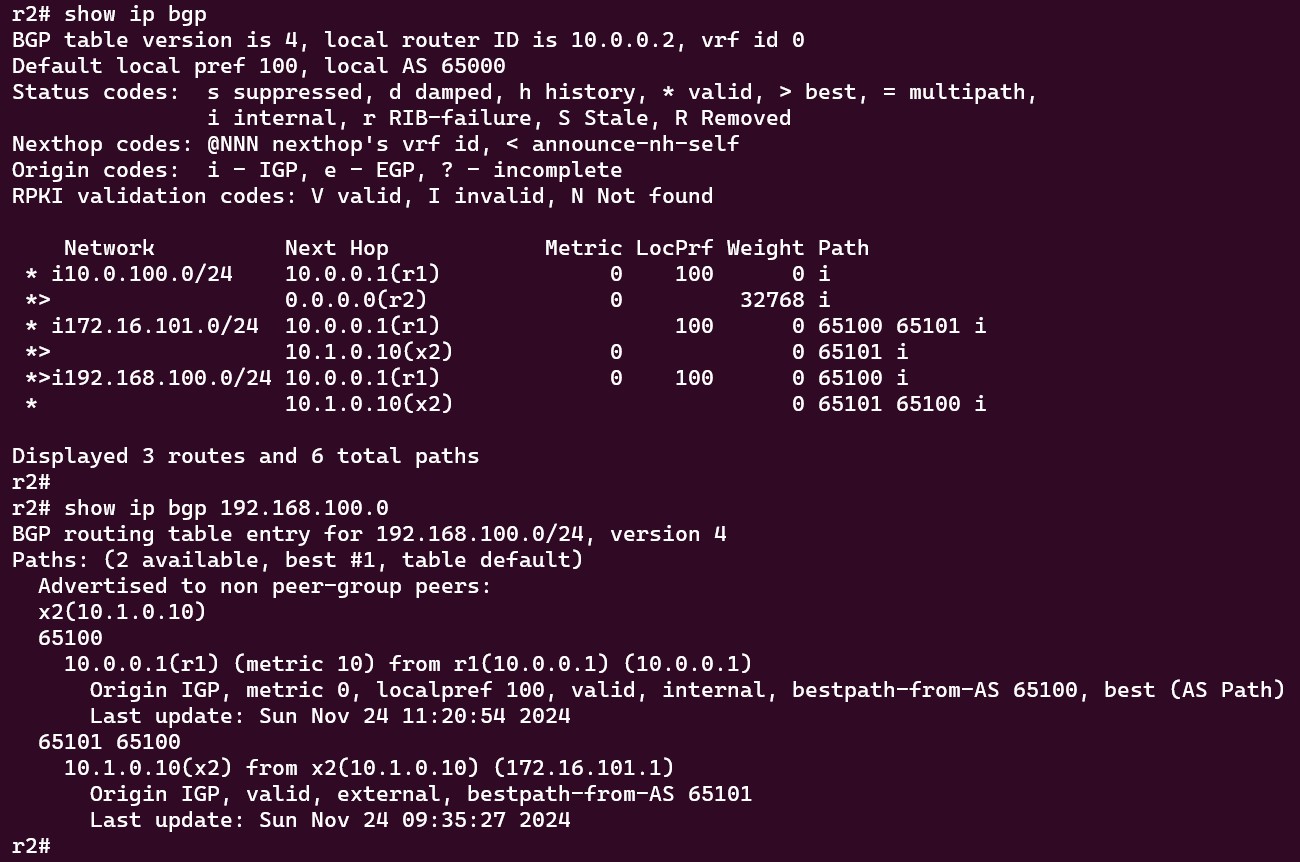 r2# show ip bgp
BGP table version is 4, local router ID is 10.0.0.2, vrf id 0
Default local pref 100, local AS 65000
Status codes:  s suppressed, d damped, h history, * valid, > best, = multipath,
               i internal, r RIB-failure, S Stale, R Removed
Nexthop codes: @NNN nexthop's vrf id, < announce-nh-self
Origin codes:  i - IGP, e - EGP, ? - incomplete
RPKI validation codes: V valid, I invalid, N Not found

    Network          Next Hop            Metric LocPrf Weight Path
 * i10.0.100.0/24    10.0.0.1(r1)             0    100      0 i
 *>                  0.0.0.0(r2)              0         32768 i
 * i172.16.101.0/24  10.0.0.1(r1)                  100      0 65100 65101 i
 *>                  10.1.0.10(x2)            0             0 65101 i
 *>i192.168.100.0/24 10.0.0.1(r1)             0    100      0 65100 i
 *                   10.1.0.10(x2)                          0 65101 65100 i

Displayed 3 routes and 6 total paths
r2#
r2# show ip bgp 192.168.100.0
BGP routing table entry for 192.168.100.0/24, version 4
Paths: (2 available, best #1, table default)
  Advertised to non peer-group peers:
  x2(10.1.0.10)
  65100
    10.0.0.1(r1) (metric 10) from r1(10.0.0.1) (10.0.0.1)
      Origin IGP, metric 0, localpref 100, valid, internal, bestpath-from-AS 65100, best (AS Path)
      Last update: Sun Nov 24 11:20:54 2024
  65101 65100
    10.1.0.10(x2) from x2(10.1.0.10) (172.16.101.1)
      Origin IGP, valid, external, bestpath-from-AS 65101
      Last update: Sun Nov 24 09:35:27 2024
r2#